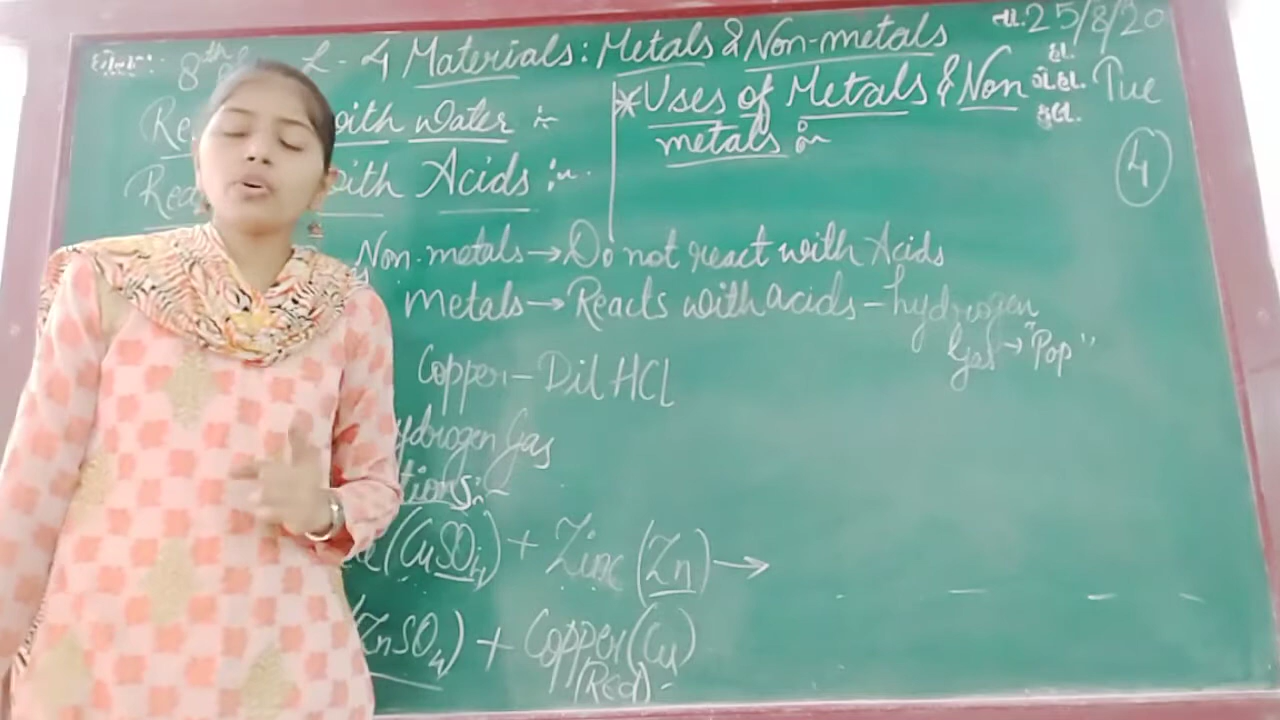 8th L - 4 Materials: Metals & Non-metals
તા. 25/8/20
with Water :-
with Acids :-
*Uses of Metals & Non
metals :-
Tue
4
Non-metals → Do not react with Acids
Metals → Reacts with acids - hydrogen
gas → "Pop"
Copper - Dil HCL
ydrogen Gas
tions:-
(CuSO4) + Zinc (Zn) →
(ZnSO4) + Copper (Cu)
(Red)